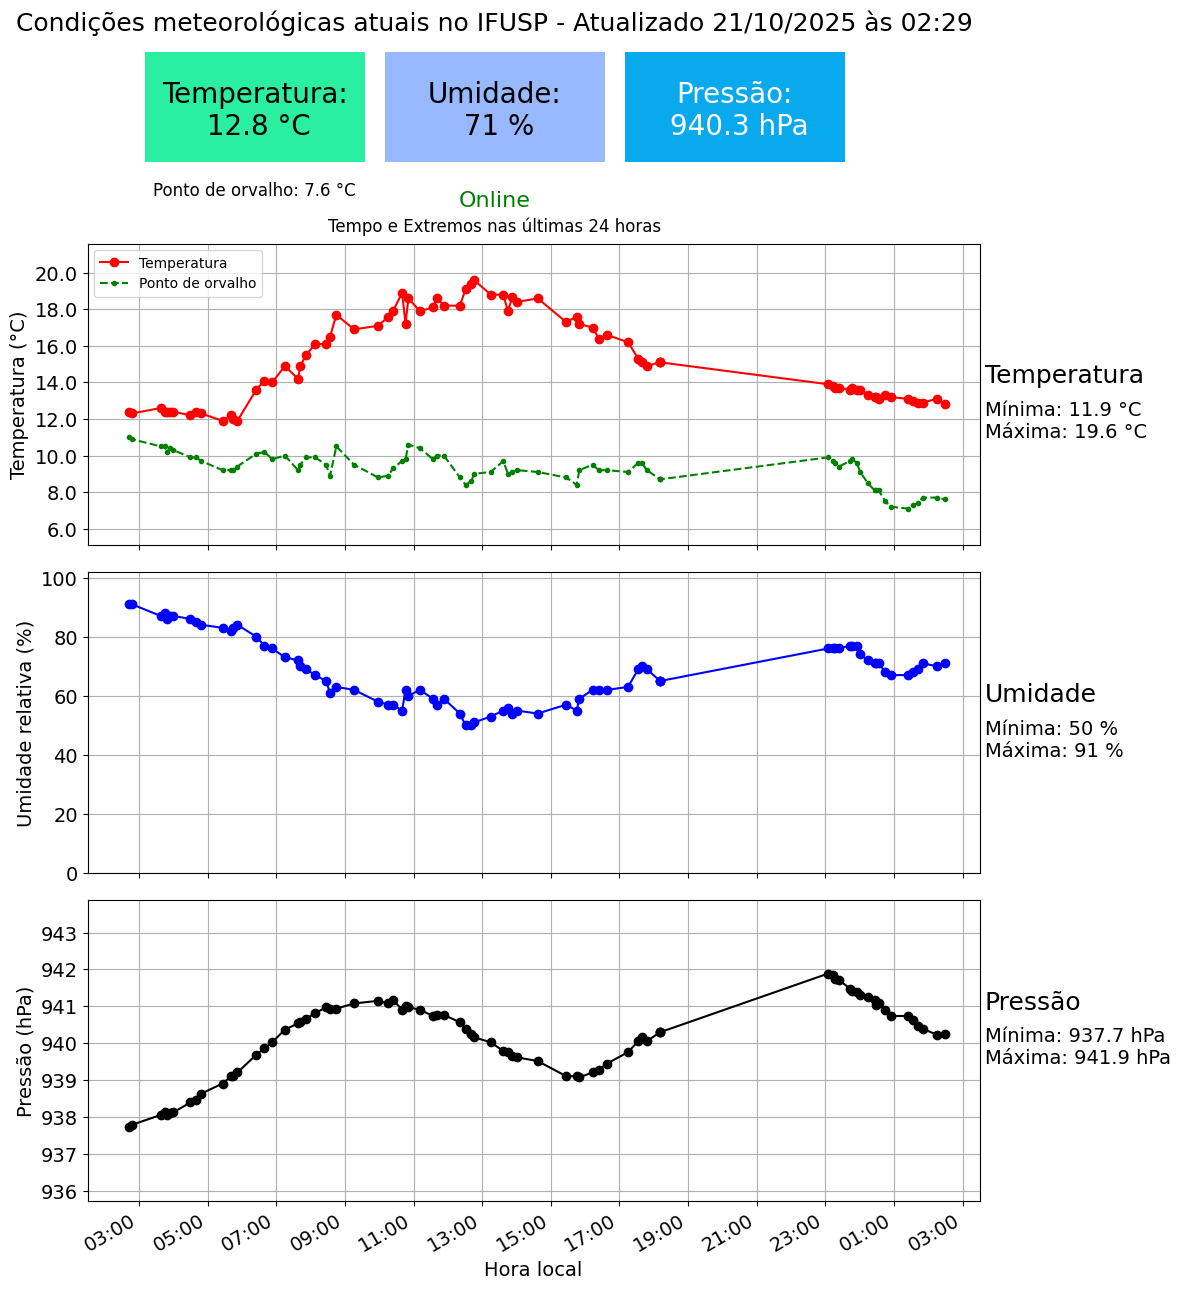 Condições meteorológicas atuais no IFUSP - Atualizado 21/10/2025 às 02:29
Temperatura:
12.8 °C
Umidade:
71 %
Pressão:
940.3 hPa
Ponto de orvalho: 7.6 °C
Online
Tempo e Extremos nas últimas 24 horas
Temperatura
Ponto de orvalho
Temperatura (°C)
20.0
18.0
16.0
14.0
12.0
10.0
8.0
6.0
Temperatura
Mínima: 11.9 °C
Máxima: 19.6 °C
Umidade relativa (%)
100
80
60
40
20
0
Umidade
Mínima: 50 %
Máxima: 91 %
Pressão (hPa)
943
942
941
940
939
938
937
936
Pressão
Mínima: 937.7 hPa
Máxima: 941.9 hPa
03:00
05:00
07:00
09:00
11:00
13:00
15:00
17:00
19:00
21:00
23:00
01:00
03:00
Hora local